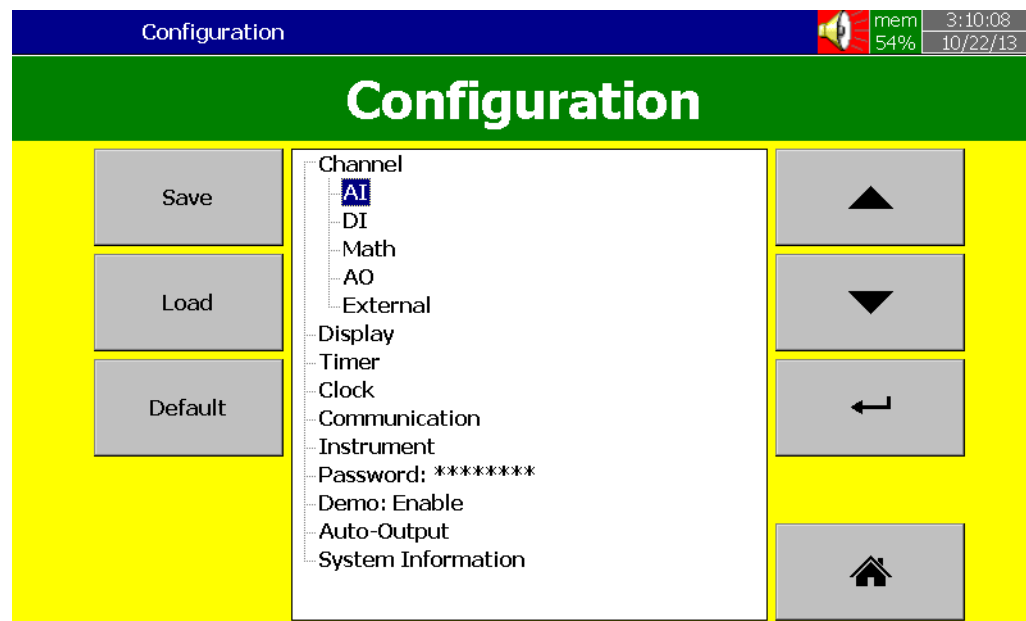 Configuration
mem 3:10:08
54% 10/22/13
Configuration
Save
Load
Default
Channel
AI
DI
Math
AO
External
Display
Timer
Clock
Communication
Instrument
Password: ********
Demo: Enable
Auto-Output
System Information